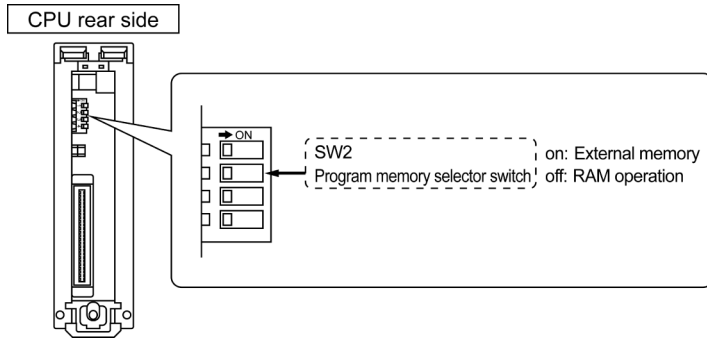 CPU rear side
➡ ON
SW2
Program memory selector switch
on: External memory
off: RAM operation